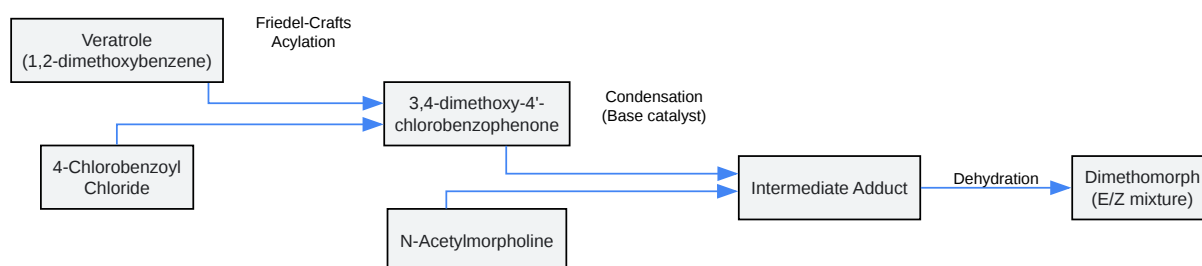 Veratrole
(1,2-dimethoxybenzene)
Friedel-Crafts
Acylation
4-Chlorobenzoyl
Chloride
3,4-dimethoxy-4'-
chlorobenzophenone
Condensation
(Base catalyst)
N-Acetylmorpholine
Intermediate Adduct
Dehydration
Dimethomorph
(E/Z mixture)